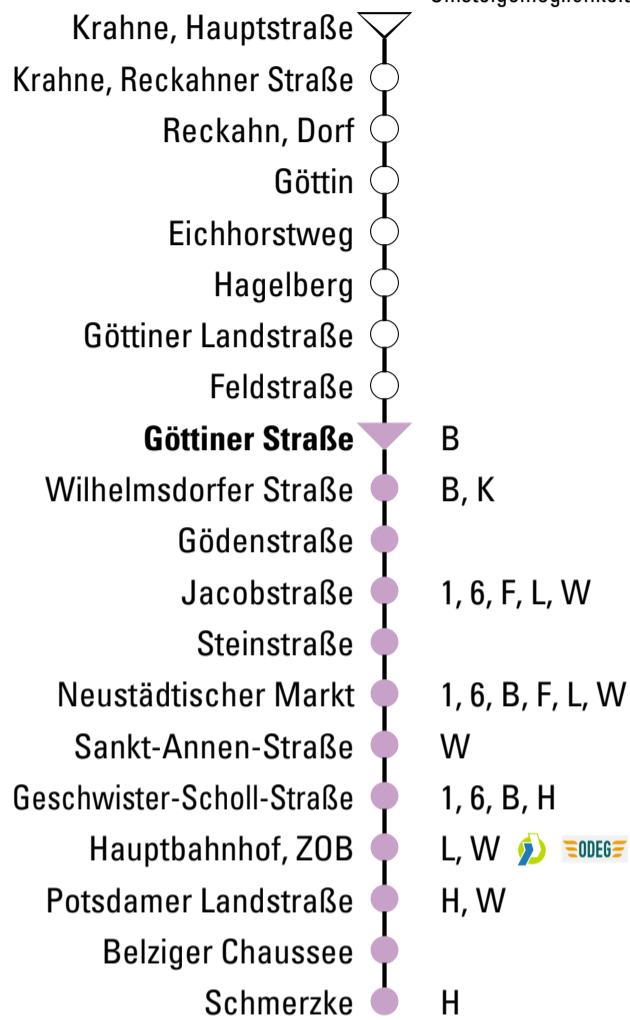 Krahne, Hauptstraße
Krahne, Reckahner Straße
Reckahn, Dorf
Göttin
Eichhorstweg
Hagelberg
Göttiner Landstraße
Feldstraße
Göttiner Straße B
Wilhelmsdorfer Straße B, K
Gödenstraße
Jacobstraße 1, 6, F, L, W
Steinstraße
Neustädtischer Markt 1, 6, B, F, L, W
Sankt-Annen-Straße W
Geschwister-Scholl-Straße 1, 6, B, H
Hauptbahnhof, ZOB L, W ODEG
Potsdamer Landstraße H, W
Belziger Chaussee
Schmerzke H